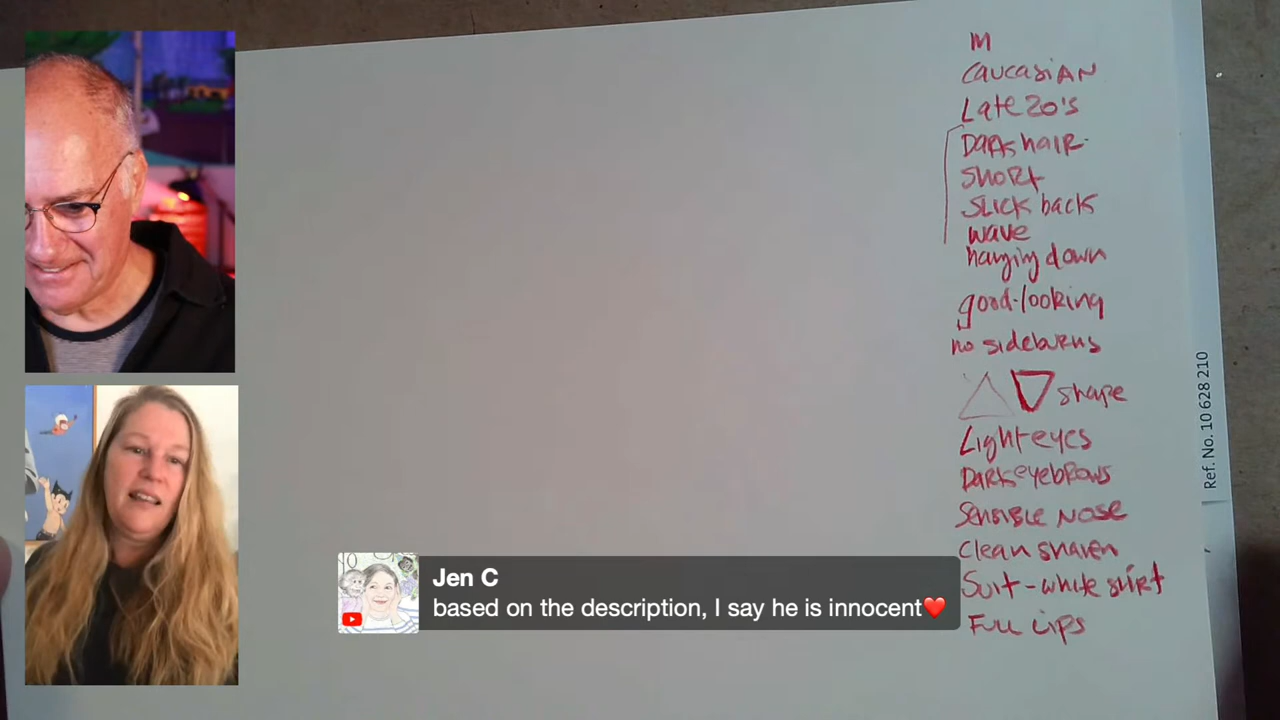 M
CAUCASIAN
Late 20's
Dark hair
short
slick back
wave
hanging down
good-looking
no sideburns
shape
Light eyes
Dark eyebrows
Sensible Nose
Clean shaven
Suit - white shirt
Full Lips
Ref. No. 10 628 210
Jen C
based on the description, I say he is innocent❤️